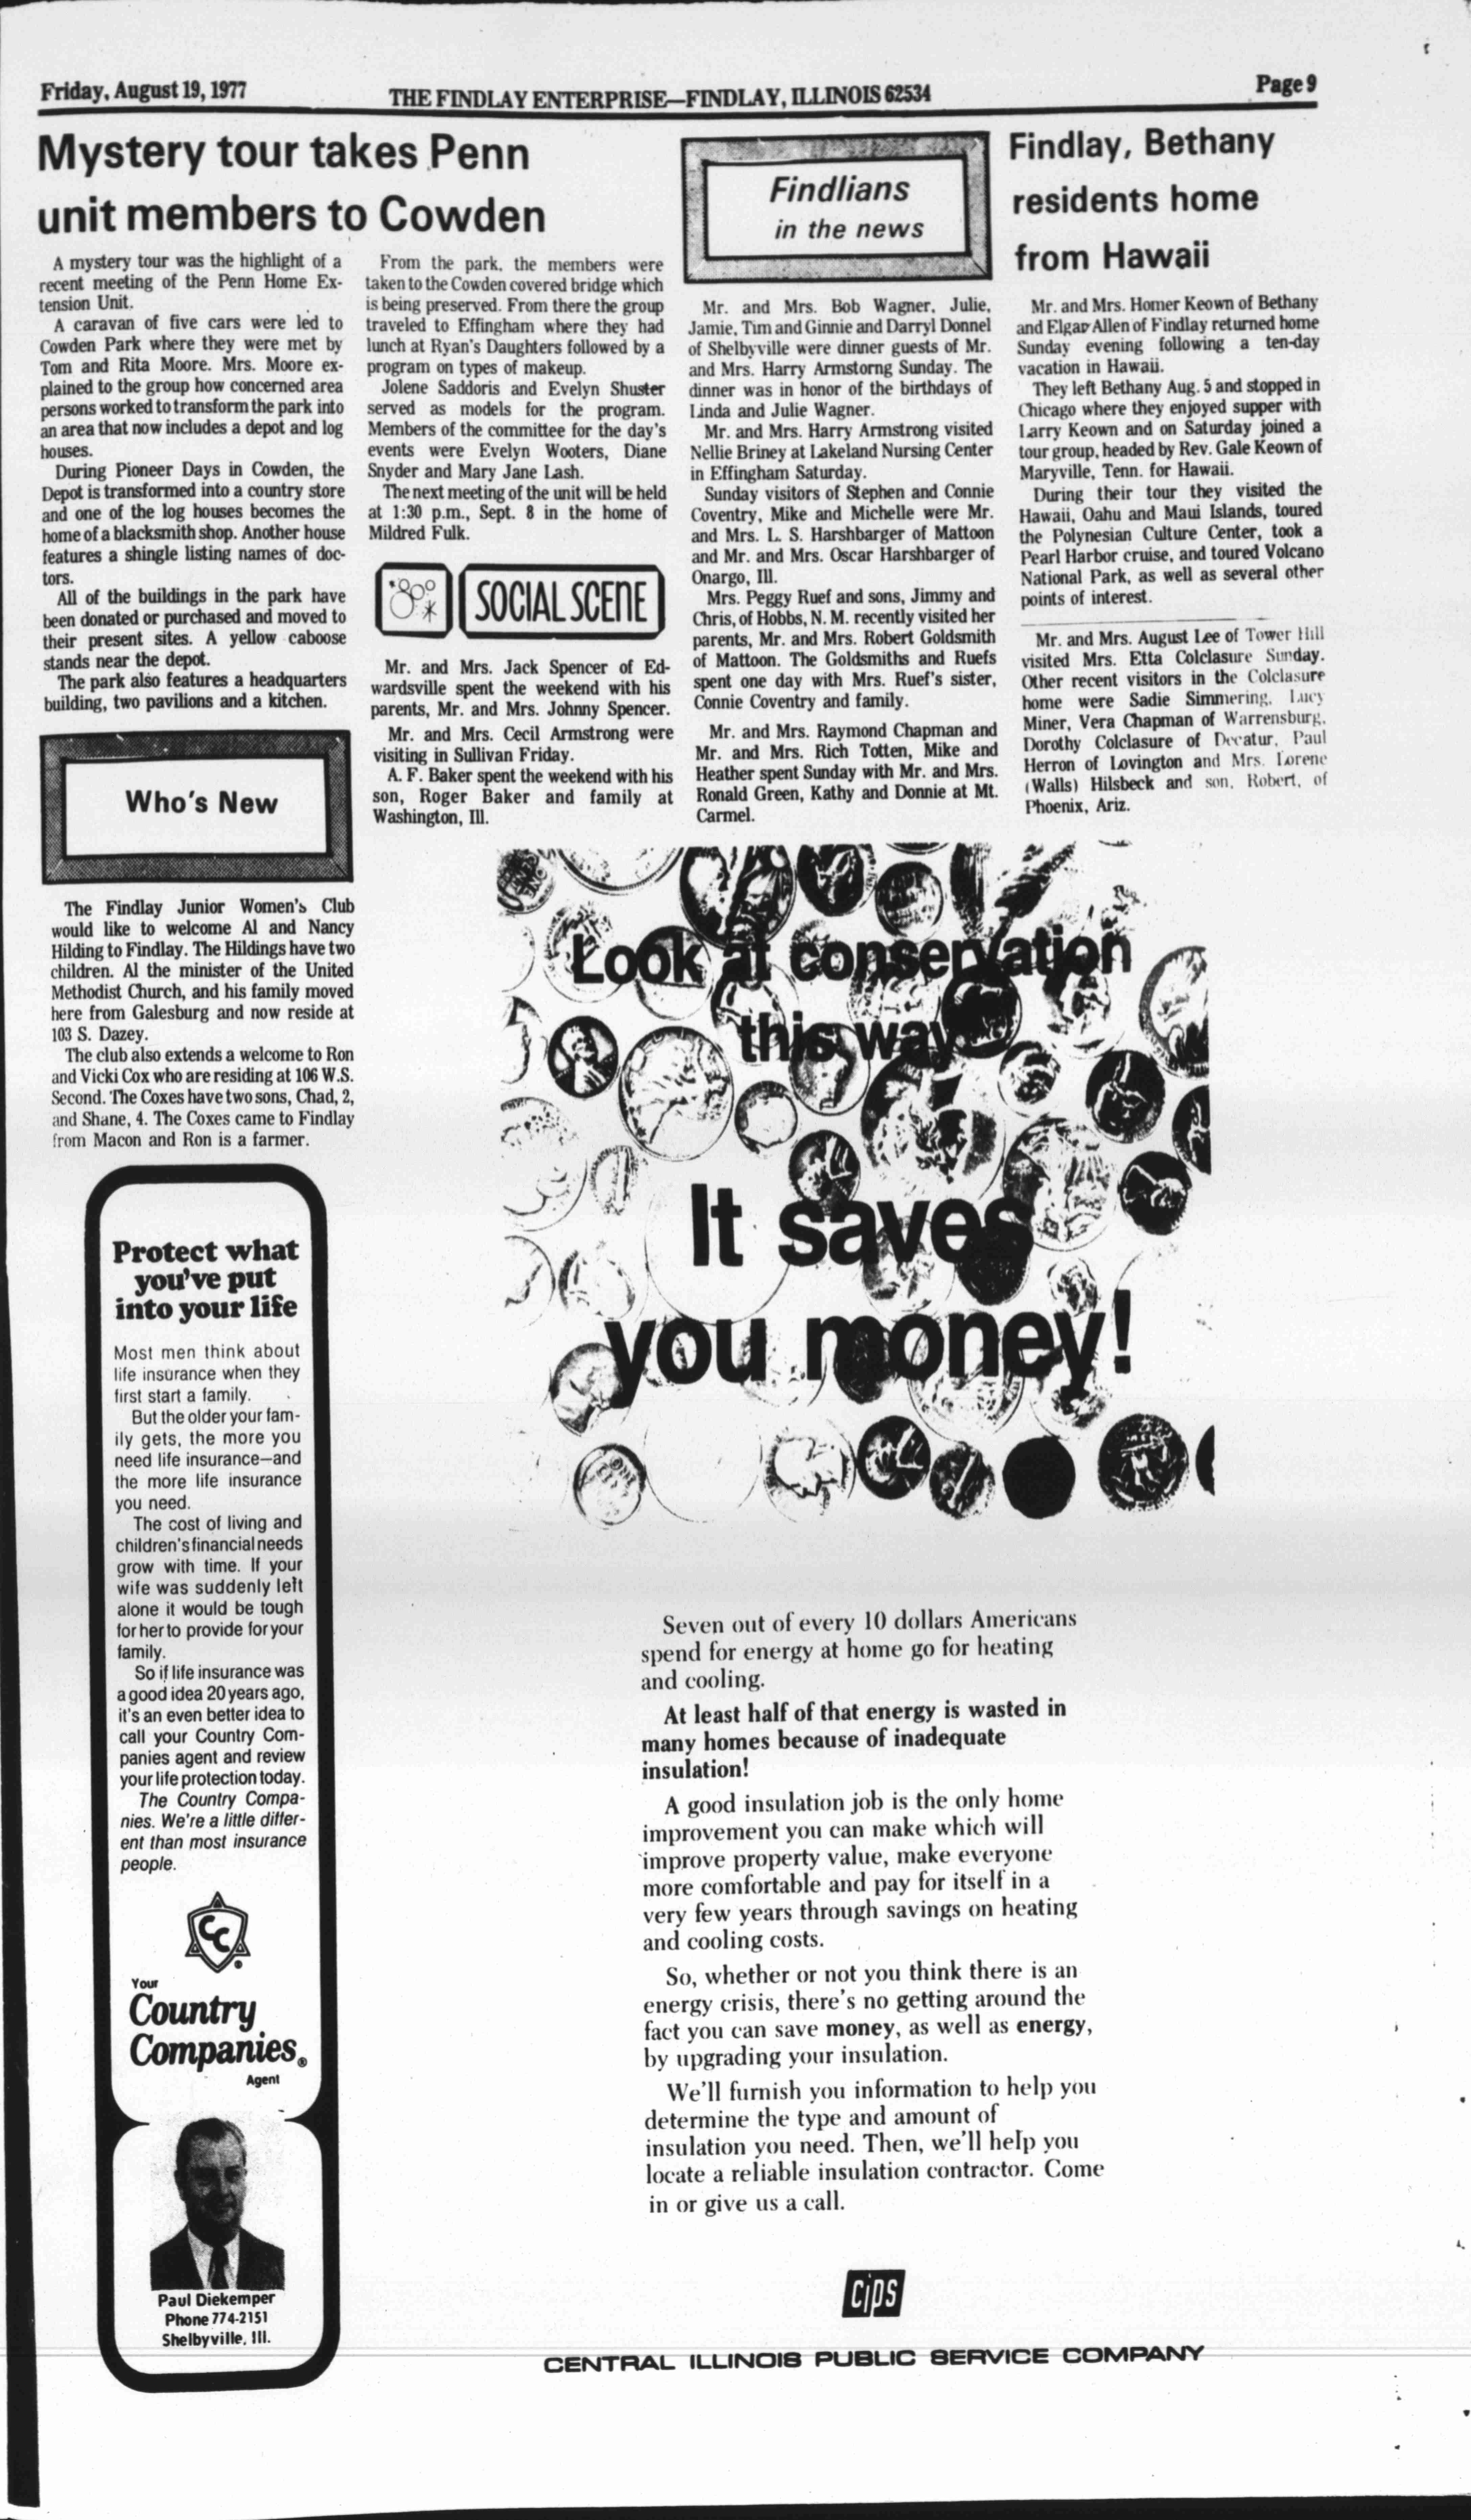 Friday, August 19, 1977
THE FINDLAY ENTERPRISE—FINDLAY, ILLINOIS 62534
Page 9
Mystery tour takes Penn
unit members to Cowden
A mystery tour was the highlight of a
recent meeting of the Penn Home Ex-
tension Unit.
A caravan of five cars were led to
Cowden Park where they were met by
Tom and Rita Moore. Mrs. Moore ex-
plained to the group how concerned area
persons worked to transform the park into
an area that now includes a depot and log
houses.
During Pioneer Days in Cowden, the
Depot is transformed into a country store
and one of the log houses becomes the
home of a blacksmith shop. Another house
features a shingle listing names of doc-
tors.
All of the buildings in the park have
been donated or purchased and moved to
their present sites. A yellow caboose
stands near the depot.
The park also features a headquarters
building, two pavilions and a kitchen.
From the park, the members were
taken to the Cowden covered bridge which
is being preserved. From there the group
traveled to Effingham where they had
lunch at Ryan's Daughters followed by a
program on types of makeup.
Jolene Saddoris and Evelyn Shuster
served as models for the program.
Members of the committee for the day's
events were Evelyn Wooters, Diane
Snyder and Mary Jane Lash.
The next meeting of the unit will be held
at 1:30 p.m., Sept. 8 in the home of
Mildred Fulk.
SOCIAL SCENE
Mr. and Mrs. Jack Spencer of Ed-
wardsville spent the weekend with his
parents, Mr. and Mrs. Johnny Spencer.
Mr. and Mrs. Cecil Armstrong were
visiting in Sullivan Friday.
A. F. Baker spent the weekend with his
son, Roger Baker and family at
Washington, Ill.
Findlians
in the news
Mr. and Mrs. Bob Wagner, Julie,
Jamie, Tim and Ginnie and Darryl Donnel
of Shelbyville were dinner guests of Mr.
and Mrs. Harry Armstorng Sunday. The
dinner was in honor of the birthdays of
Linda and Julie Wagner.
Mr. and Mrs. Harry Armstrong visited
Nellie Briney at Lakeland Nursing Center
in Effingham Saturday.
Sunday visitors of Stephen and Connie
Coventry, Mike and Michelle were Mr.
and Mrs. L. S. Harshbarger of Mattoon
and Mr. and Mrs. Oscar Harshbarger of
Onargo, Ill.
Mrs. Peggy Ruef and sons, Jimmy and
Chris, of Hobbs, N. M. recently visited her
parents, Mr. and Mrs. Robert Goldsmith
of Mattoon. The Goldsmiths and Ruefs
spent one day with Mrs. Ruef's sister,
Connie Coventry and family.
Mr. and Mrs. Raymond Chapman and
Mr. and Mrs. Rich Totten, Mike and
Heather spent Sunday with Mr. and Mrs.
Ronald Green, Kathy and Donnie at Mt.
Carmel.
Findlay, Bethany
residents home
from Hawaii
Mr. and Mrs. Homer Keown of Bethany
and Elgar Allen of Findlay returned home
Sunday evening following a ten-day
vacation in Hawaii.
They left Bethany Aug. 5 and stopped in
Chicago where they enjoyed supper with
Larry Keown and on Saturday joined a
tour group, headed by Rev. Gale Keown of
Maryville, Tenn. for Hawaii.
During their tour they visited the
Hawaii, Oahu and Maui Islands, toured
the Polynesian Culture Center, took a
Pearl Harbor cruise, and toured Volcano
National Park, as well as several other
points of interest.
Mr. and Mrs. August Lee of Tower Hill
visited Mrs. Etta Colclasure Sunday.
Other recent visitors in the Colclasure
home were Sadie Simmering, Lucy
Miner, Vera Chapman of Warrensburg,
Dorothy Colclasure of Decatur, Paul
Herron of Lovington and Mrs. Lorene
(Walls) Hilsbeck and son, Robert, of
Phoenix, Ariz.
Who's New
The Findlay Junior Women's Club
would like to welcome Al and Nancy
Hilding to Findlay. The Hildings have two
children. Al the minister of the United
Methodist Church, and his family moved
here from Galesburg and now reside at
103 S. Dazey.
The club also extends a welcome to Ron
and Vicki Cox who are residing at 106 W.S.
Second. The Coxes have two sons, Chad, 2,
and Shane, 4. The Coxes came to Findlay
from Macon and Ron is a farmer.
Protect what
you've put
into your life
Most men think about
life insurance when they
first start a family.
But the older your fam-
ily gets, the more you
need life insurance—and
the more life insurance
you need.
The cost of living and
children's financial needs
grow with time. If your
wife was suddenly left
alone it would be tough
for her to provide for your
family.
So if life insurance was
a good idea 20 years ago,
it's an even better idea to
call your Country Com-
panies agent and review
your life protection today.
The Country Compa-
nies. We're a little differ-
ent than most insurance
people.
CC
Your
Country
Companies®
Agent
Paul Diekemper
Phone 774-2151
Shelbyville, Ill.
Look at conservation
this way
It saves
you money!
Seven out of every 10 dollars Americans
spend for energy at home go for heating
and cooling.
At least half of that energy is wasted in
many homes because of inadequate
insulation!
A good insulation job is the only home
improvement you can make which will
improve property value, make everyone
more comfortable and pay for itself in a
very few years through savings on heating
and cooling costs.
So, whether or not you think there is an
energy crisis, there's no getting around the
fact you can save money, as well as energy,
by upgrading your insulation.
We'll furnish you information to help you
determine the type and amount of
insulation you need. Then, we'll help you
locate a reliable insulation contractor. Come
in or give us a call.
CIPS
CENTRAL ILLINOIS PUBLIC SERVICE COMPANY